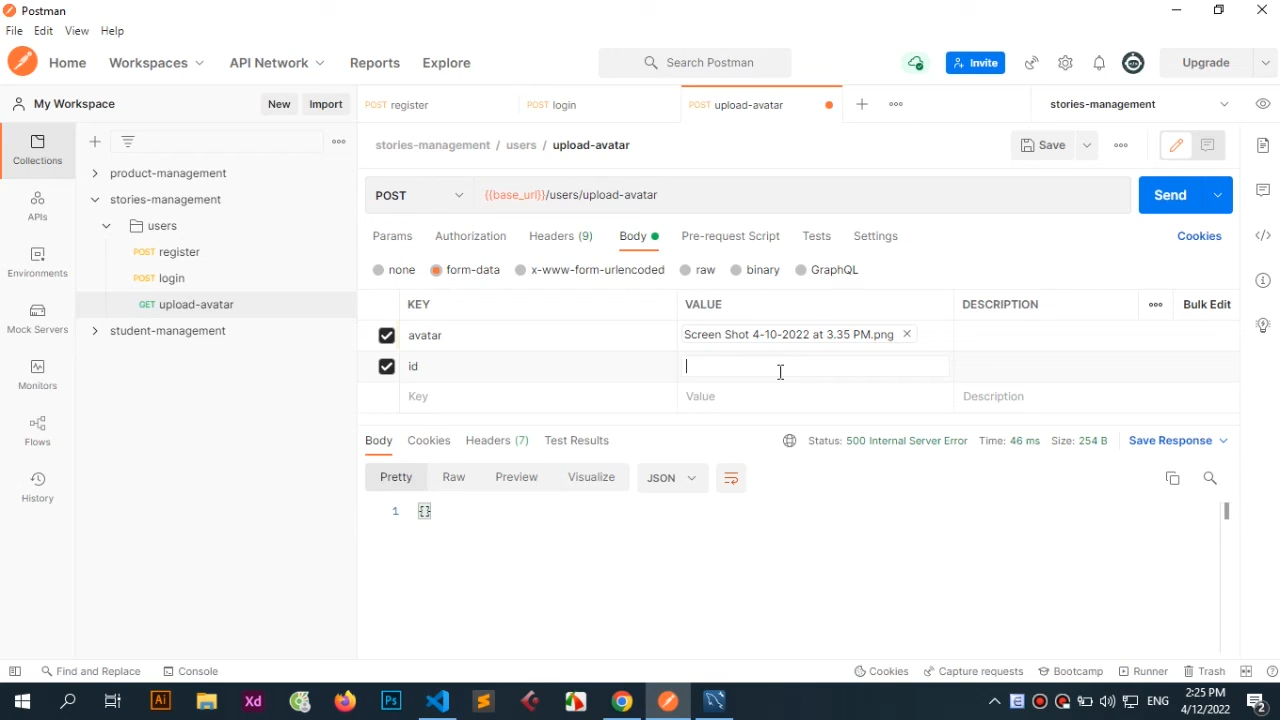 Postman
File Edit View Help
Home Workspaces API Network Reports Explore Search Postman Invite Upgrade
My Workspace New Import POST register POST login POST upload-avatar stories-management
Collections
APIs
Environments
Mock Servers
Monitors
Flows
History
product-management
stories-management
users
POST register
POST login
GET upload-avatar
student-management
stories-management / users / upload-avatar Save
POST {{base_url}}/users/upload-avatar Send
Params Authorization Headers (9) Body Pre-request Script Tests Settings Cookies
none form-data x-www-form-urlencoded raw binary GraphQL
KEY VALUE DESCRIPTION Bulk Edit
avatar Screen Shot 4-10-2022 at 3.35 PM.png
id
Key Value Description
Body Cookies Headers (7) Test Results Status: 500 Internal Server Error Time: 46 ms Size: 254 B Save Response
Pretty Raw Preview Visualize JSON
1 {}
Find and Replace Console Cookies Capture requests Bootcamp Runner Trash
Ai Xd Ps ENG 2:25 PM
4/12/2022 2